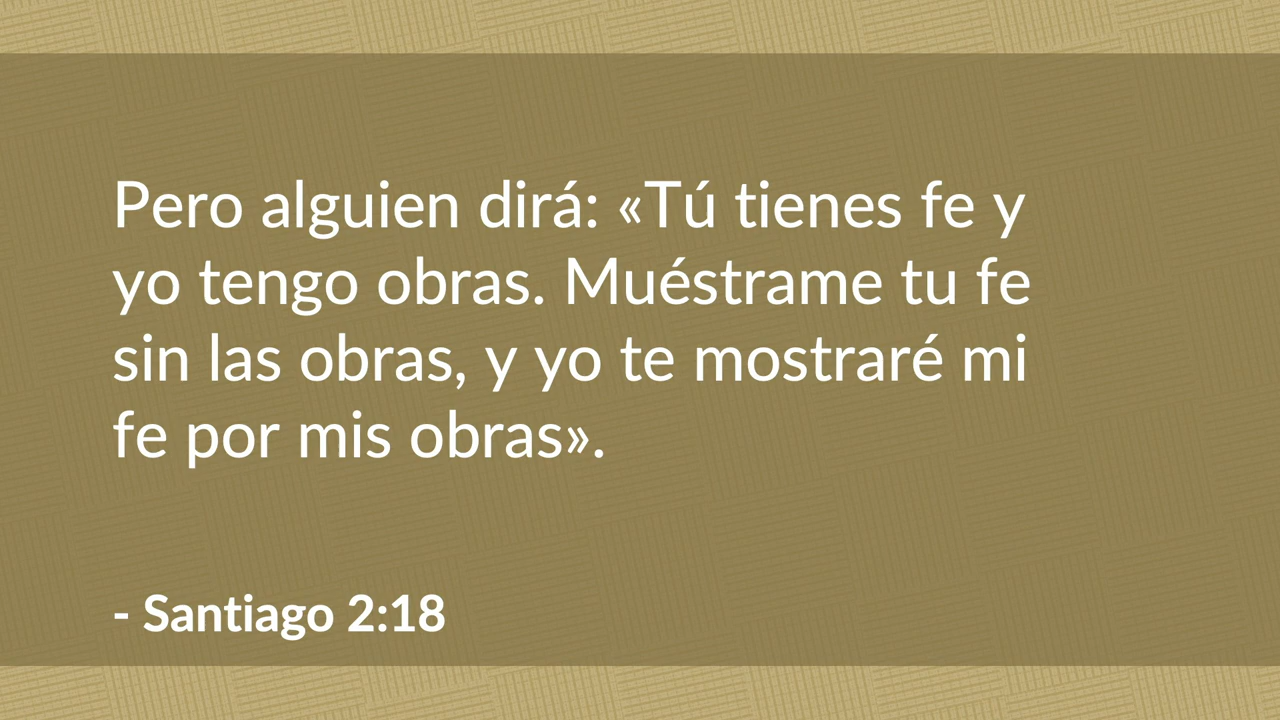 Pero alguien dirá: «Tú tienes fe y
yo tengo obras. Muéstrame tu fe
sin las obras, y yo te mostraré mi
fe por mis obras».
- Santiago 2:18